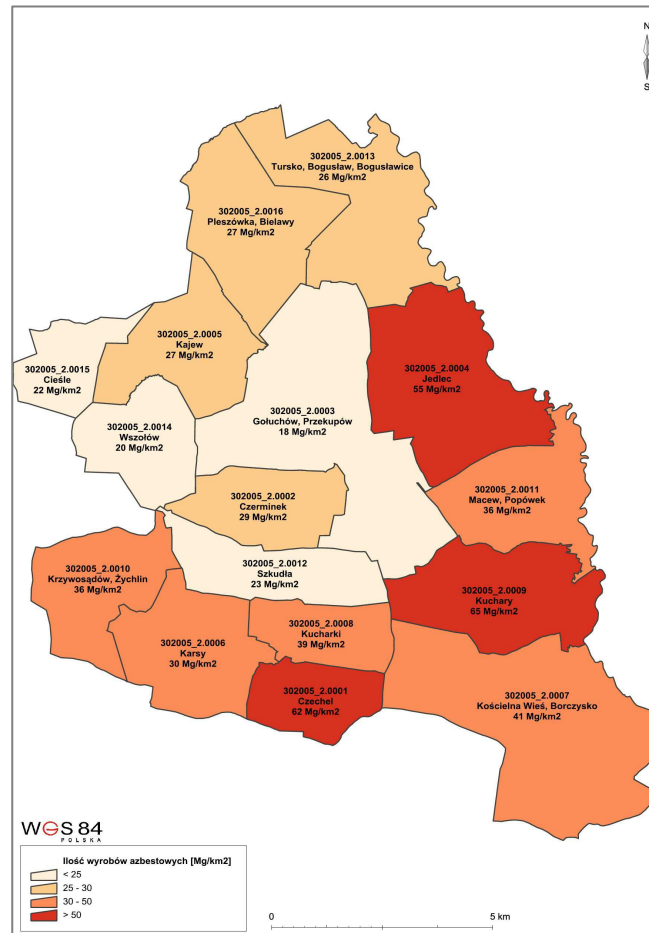 N
S
302005_2.0013
Tursko, Bogusław, Bogusławice
26 Mg/km2
302005_2.0016
Pleszówka, Bielawy
27 Mg/km2
302005_2.0005
Kajew
27 Mg/km2
302005_2.0004
Jedlec
55 Mg/km2
302005_2.0015
Cieśle
22 Mg/km2
302005_2.0003
Gołuchów, Przekupów
18 Mg/km2
302005_2.0014
Wszołów
20 Mg/km2
302005_2.0002
Czerminek
29 Mg/km2
302005_2.0011
Macew, Popówek
36 Mg/km2
302005_2.0012
Szkudła
23 Mg/km2
302005_2.0010
Krzywosądów, Żychlin
36 Mg/km2
302005_2.0009
Kuchary
65 Mg/km2
302005_2.0008
Kucharki
39 Mg/km2
302005_2.0006
Karsy
30 Mg/km2
302005_2.0001
Czechel
62 Mg/km2
302005_2.0007
Kościelna Wieś, Borczysko
41 Mg/km2
WGS 84
POLSKA
Ilość wyrobów azbestowych [Mg/km2]
< 25
25 - 30
30 - 50
> 50
0 5 km